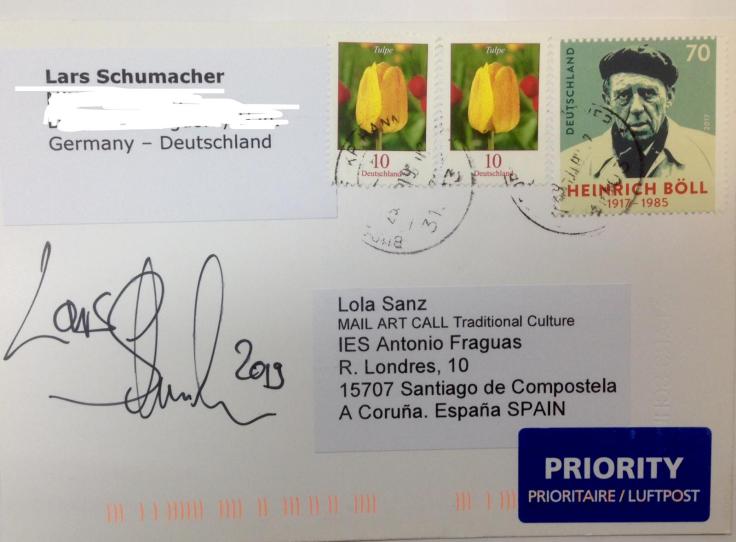 Lars Schumacher
Germany – Deutschland
Tulpe
10
Deutschland
Tulpe
10
Deutschland
DEUTSCHLAND
70
2017
HEINRICH BÖLL
1917–1985
Lars
2019
Lola Sanz
MAIL ART CALL Traditional Culture
IES Antonio Fraguas
R. Londres, 10
15707 Santiago de Compostela
A Coruña. España SPAIN
PRIORITY
PRIORITAIRE / LUFTPOST